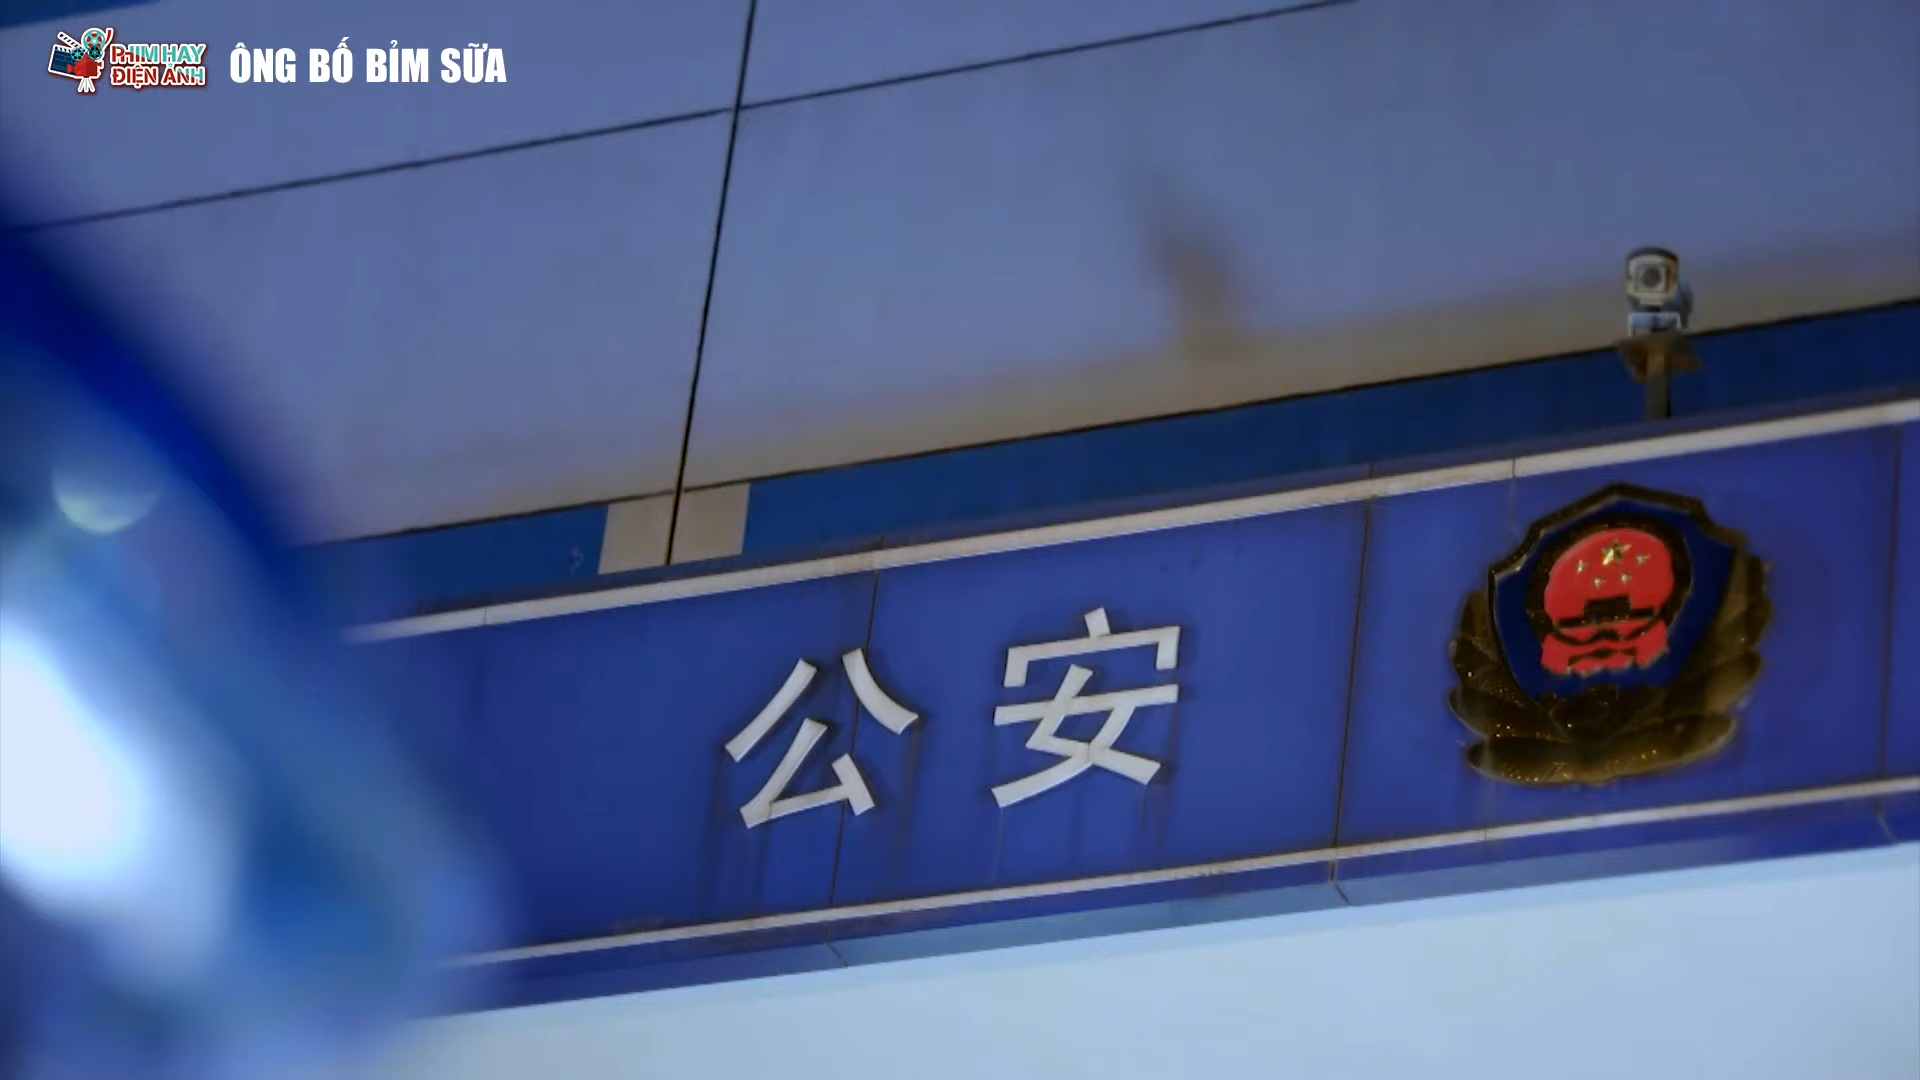 PHIM HAY
ĐIỆN ẢNH
ÔNG BỐ BỈM SỮA
公安